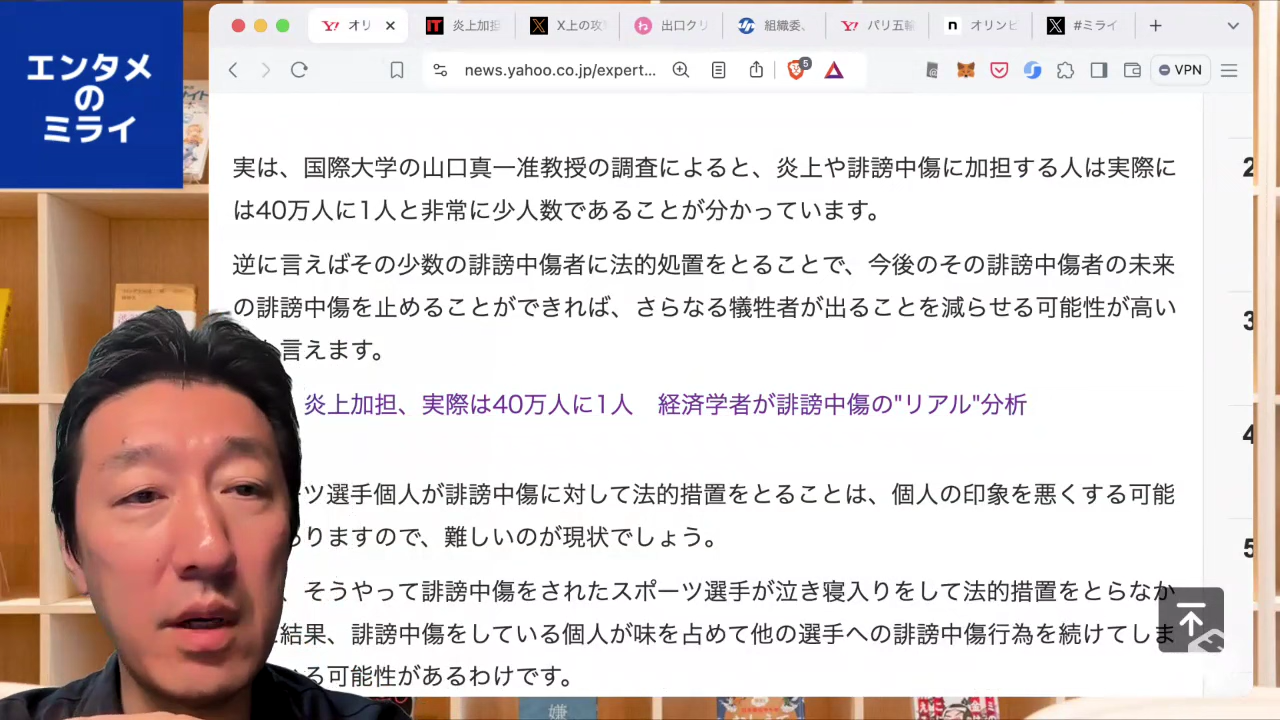 エンタメ
の
ミライ
オリ
炎上加担
X上の攻
出口クリ
組織委、
パリ五輪
オリンピ
#ミライ
news.yahoo.co.jp/expert...
5
VPN
実は、国際大学の山口真一准教授の調査によると、炎上や誹謗中傷に加担する人は実際に
は40万人に1人と非常に少人数であることが分かっています。
逆に言えばその少数の誹謗中傷者に法的処置をとることで、今後のその誹謗中傷者の未来
の誹謗中傷を止めることができれば、さらなる犠牲者が出ることを減らせる可能性が高い
言えます。
炎上加担、実際は40万人に1人　経済学者が誹謗中傷の"リアル"分析
ツ選手個人が誹謗中傷に対して法的措置をとることは、個人の印象を悪くする可能
りますので、難しいのが現状でしょう。
、そうやって誹謗中傷をされたスポーツ選手が泣き寝入りをして法的措置をとらなか
結果、誹謗中傷をしている個人が味を占めて他の選手への誹謗中傷行為を続けてしま
る可能性があるわけです。
2
3
4
5
嫌